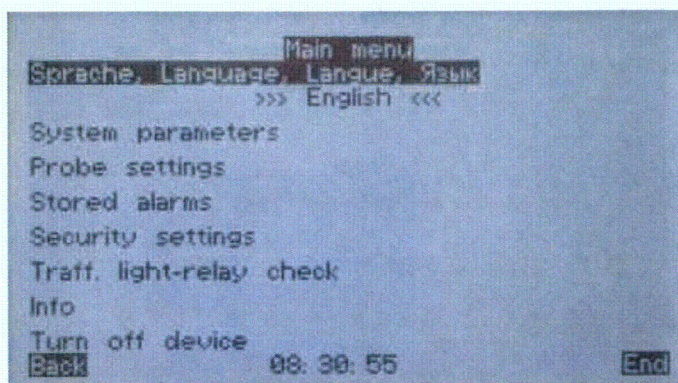 Main menu
Sprache, Language, Langue, Язык
>>> English <<<
System parameters
Probe settings
Stored alarms
Security settings
Traff. light-relay check
Info
Turn off device
Back 08: 30: 55 End